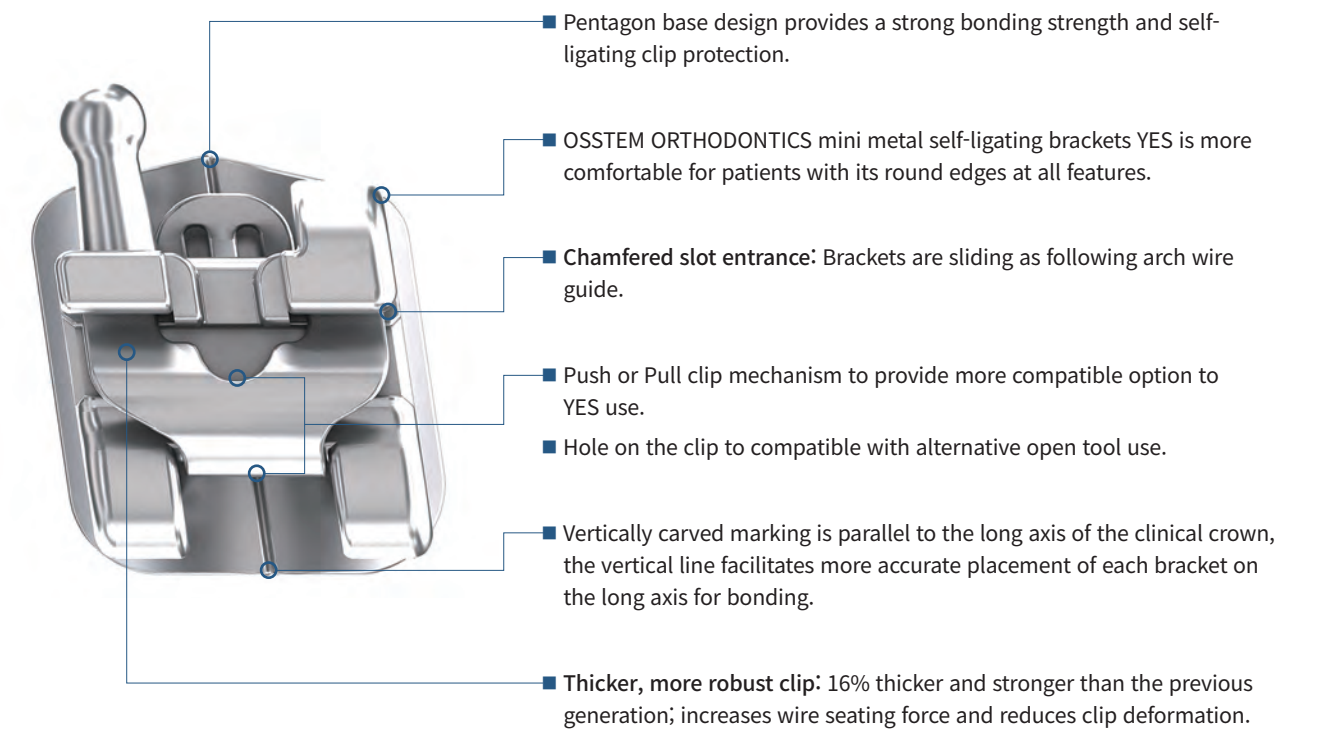 Pentagon base design provides a strong bonding strength and self-
ligating clip protection.
OSSTEM ORTHODONTICS mini metal self-ligating brackets YES is more
comfortable for patients with its round edges at all features.
Chamfered slot entrance: Brackets are sliding as following arch wire
guide.
Push or Pull clip mechanism to provide more compatible option to
YES use.
Hole on the clip to compatible with alternative open tool use.
Vertically carved marking is parallel to the long axis of the clinical crown,
the vertical line facilitates more accurate placement of each bracket on
the long axis for bonding.
Thicker, more robust clip: 16% thicker and stronger than the previous
generation; increases wire seating force and reduces clip deformation.